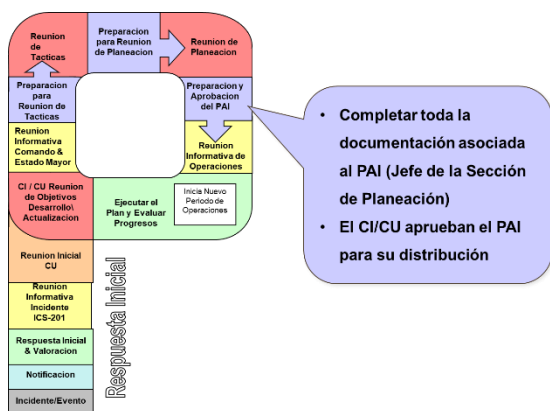 Reunion
de
Tacticas
Preparacion
para Reunion
de Planeacion
Reunion de
Planeacion
Preparacion
para
Reunion de
Tacticas
Preparacion y
Aprobacion
del PAI
Reunion
Informativa
Comando &
Estado Mayor
Reunion
Informativa de
Operaciones
CI / CU Reunion
de Objetivos
Desarrollo\
Actualizacion
Ejecutar el
Plan y Evaluar
Progresos
Inicia Nuevo
Periodo de
Operaciones
Reunion Inicial
CU
Reunion
Informativa
Incidente
ICS-201
Respuesta Inicial
& Valoracion
Notificacion
Incidente/Evento
Respuesta Inicial
• Completar toda la
documentación asociada
al PAI (Jefe de la Sección
de Planeación)
• El CI/CU aprueban el PAI
para su distribución